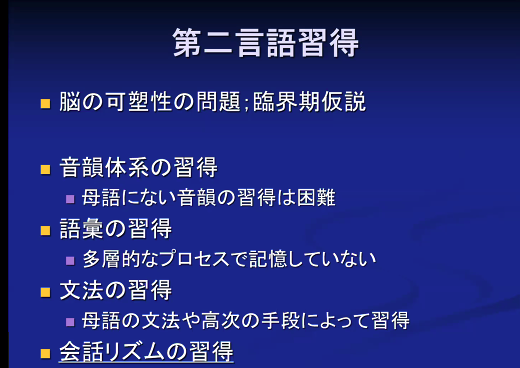 第二言語習得
脳の可塑性の問題;臨界期仮説
音韻体系の習得
母語にない音韻の習得は困難
語彙の習得
多層的なプロセスで記憶していない
文法の習得
母語の文法や高次の手段によって習得
会話リズムの習得